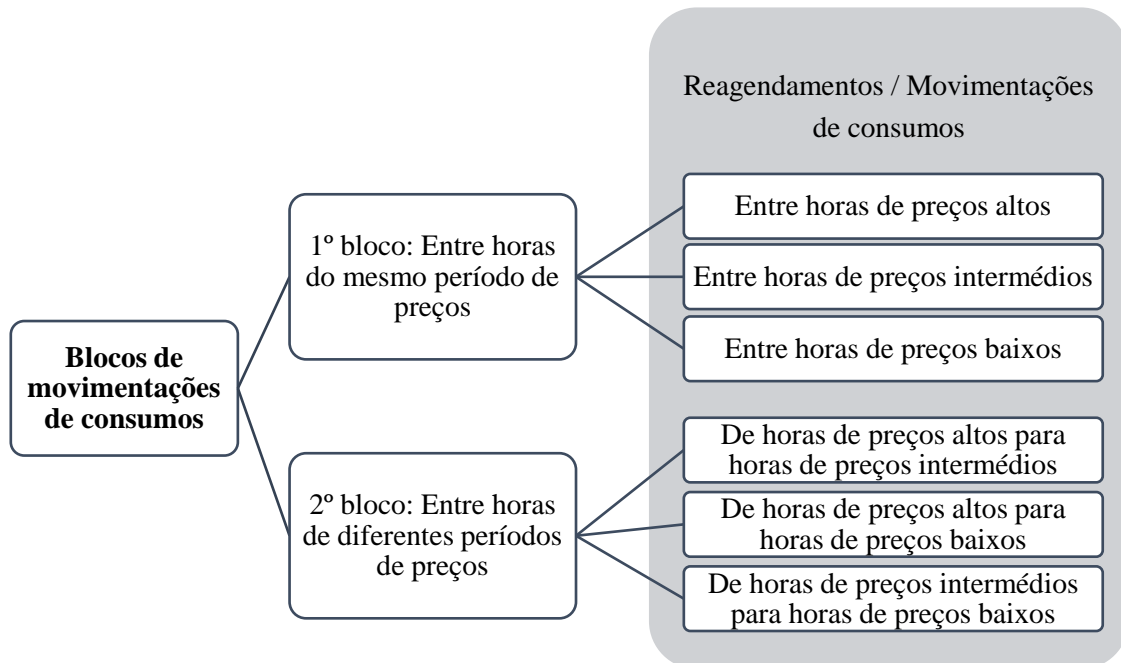 Reagendamentos / Movimentações
de consumos
Blocos de
movimentações
de consumos
1º bloco: Entre horas
do mesmo período de
preços
Entre horas de preços altos
Entre horas de preços intermédios
Entre horas de preços baixos
2º bloco: Entre horas
de diferentes períodos
de preços
De horas de preços altos para
horas de preços intermédios
De horas de preços altos para
horas de preços baixos
De horas de preços intermédios
para horas de preços baixos